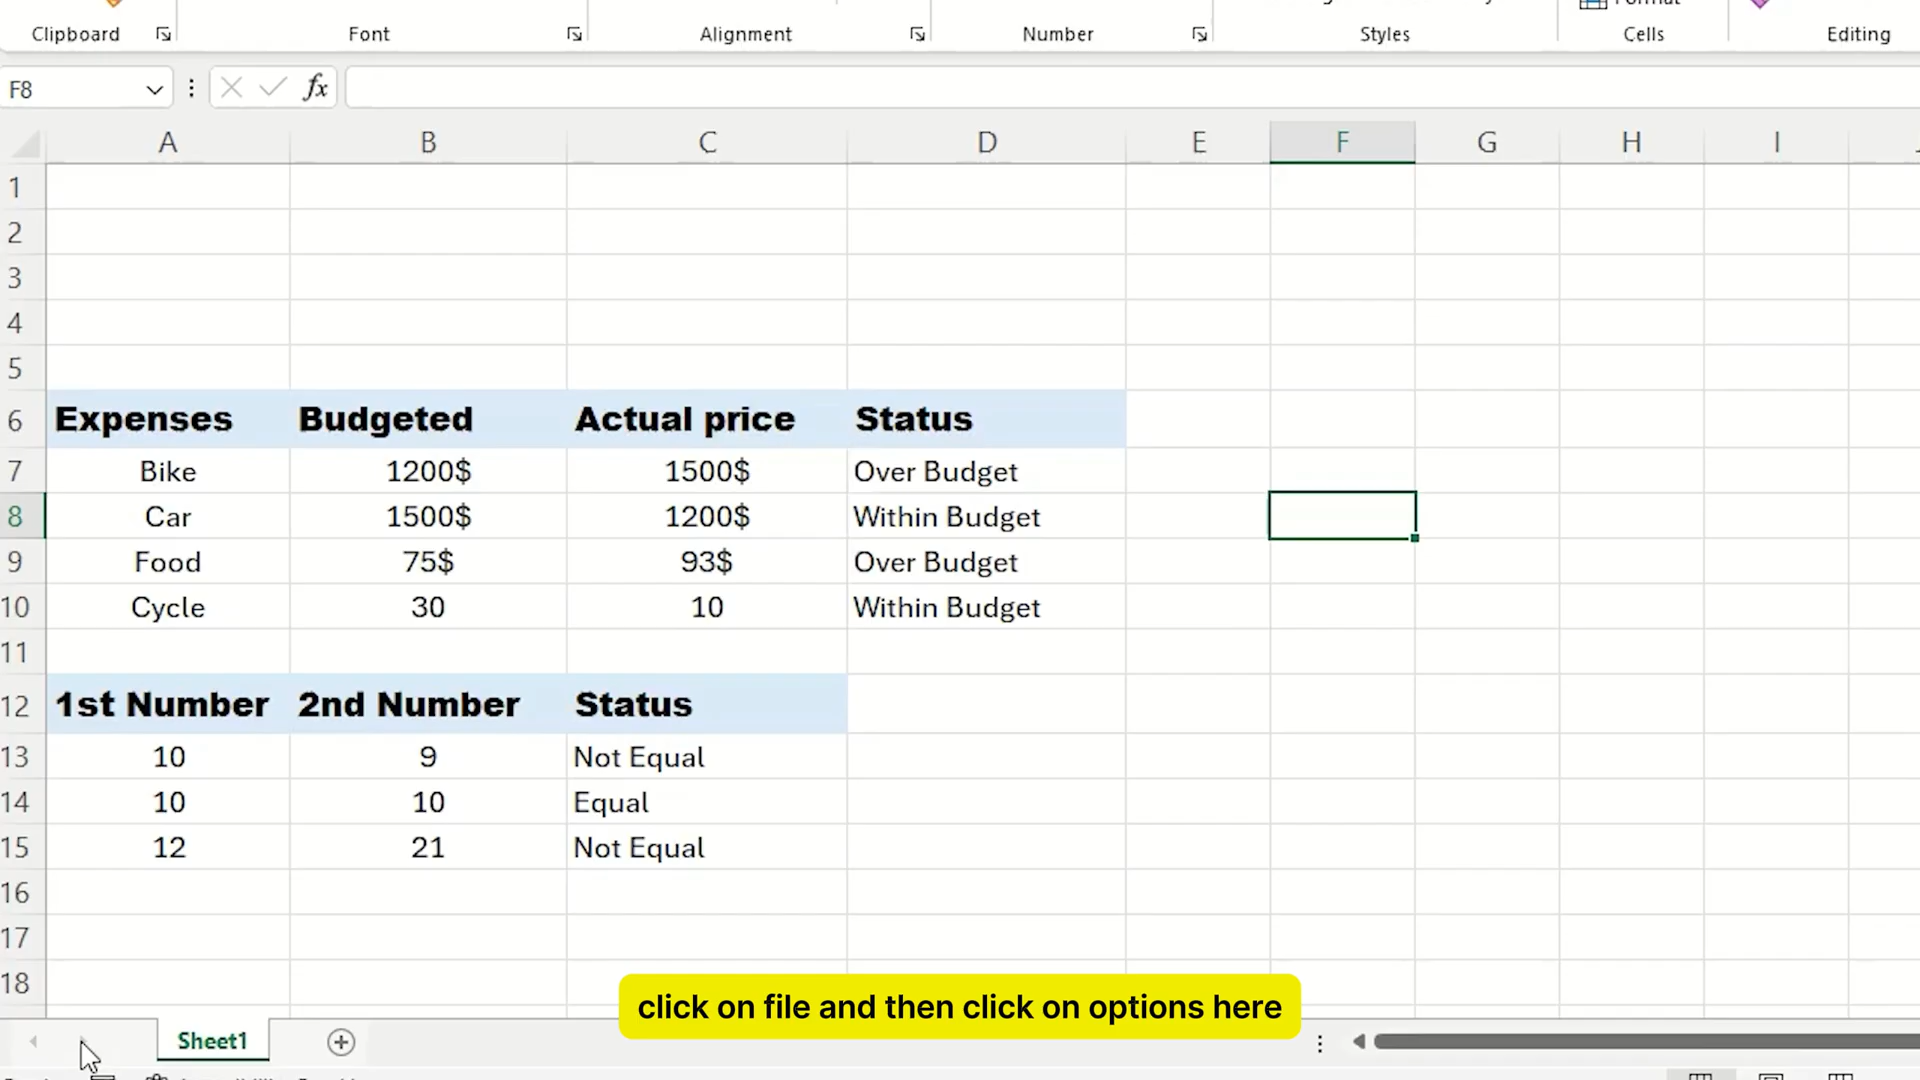 Clipboard Font Alignment Number Styles Cells Editing
F8 fx
A B C D E F G H I
1
2
3
4
5
6 Expenses Budgeted Actual price Status
7 Bike 1200$ 1500$ Over Budget
8 Car 1500$ 1200$ Within Budget
9 Food 75$ 93$ Over Budget
10 Cycle 30 10 Within Budget
11
12 1st Number 2nd Number Status
13 10 9 Not Equal
14 10 10 Equal
15 12 21 Not Equal
16
17
18
click on file and then click on options here
Sheet1